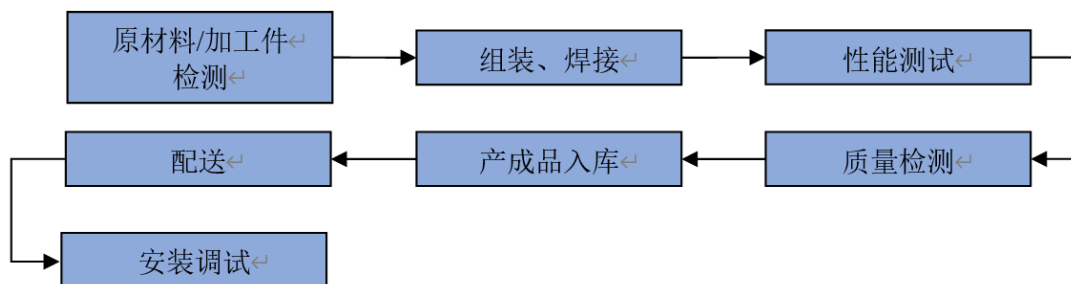 原材料/加工件
检测
组装、焊接
性能测试
质量检测
产成品入库
配送
安装调试